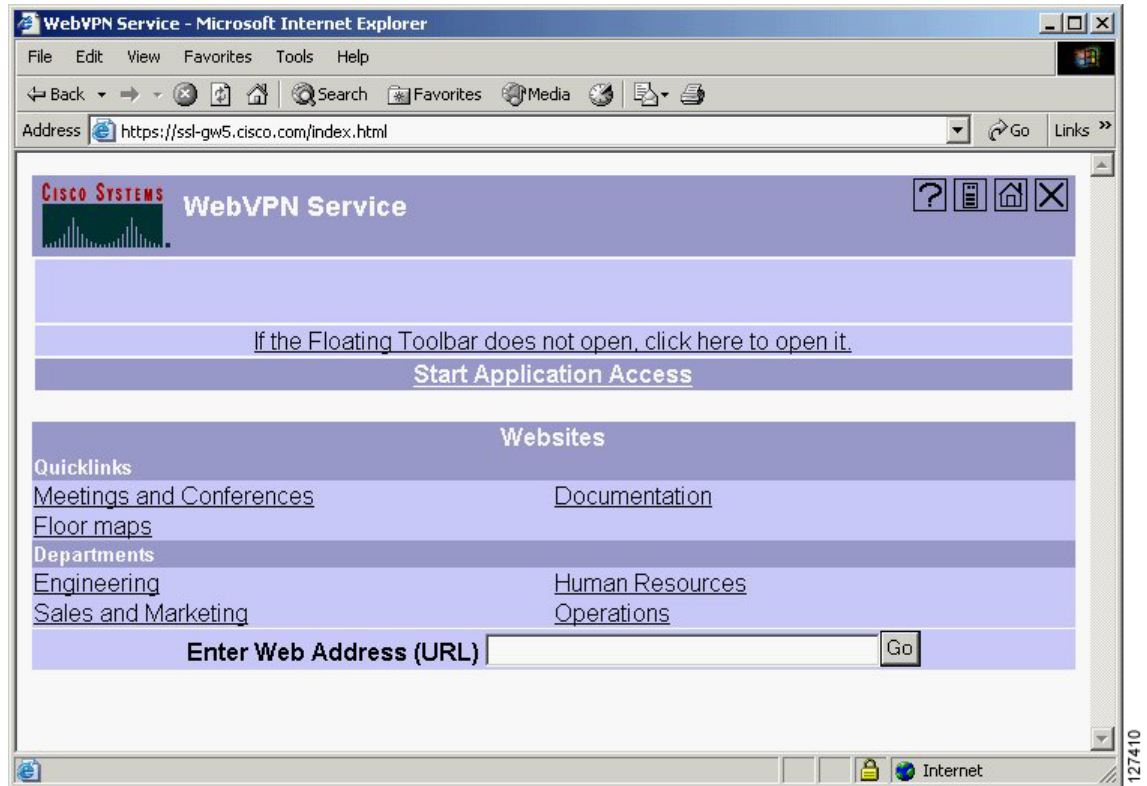 WebVPN Service - Microsoft Internet Explorer
File Edit View Favorites Tools Help
Back Search Favorites Media
Address https://ssl-gw5.cisco.com/index.html Go Links »
CISCO SYSTEMS
WebVPN Service
?
If the Floating Toolbar does not open, click here to open it.
Start Application Access
Websites
Quicklinks
Meetings and Conferences Documentation
Floor maps
Departments
Engineering Human Resources
Sales and Marketing Operations
Enter Web Address (URL) Go
Internet
127410